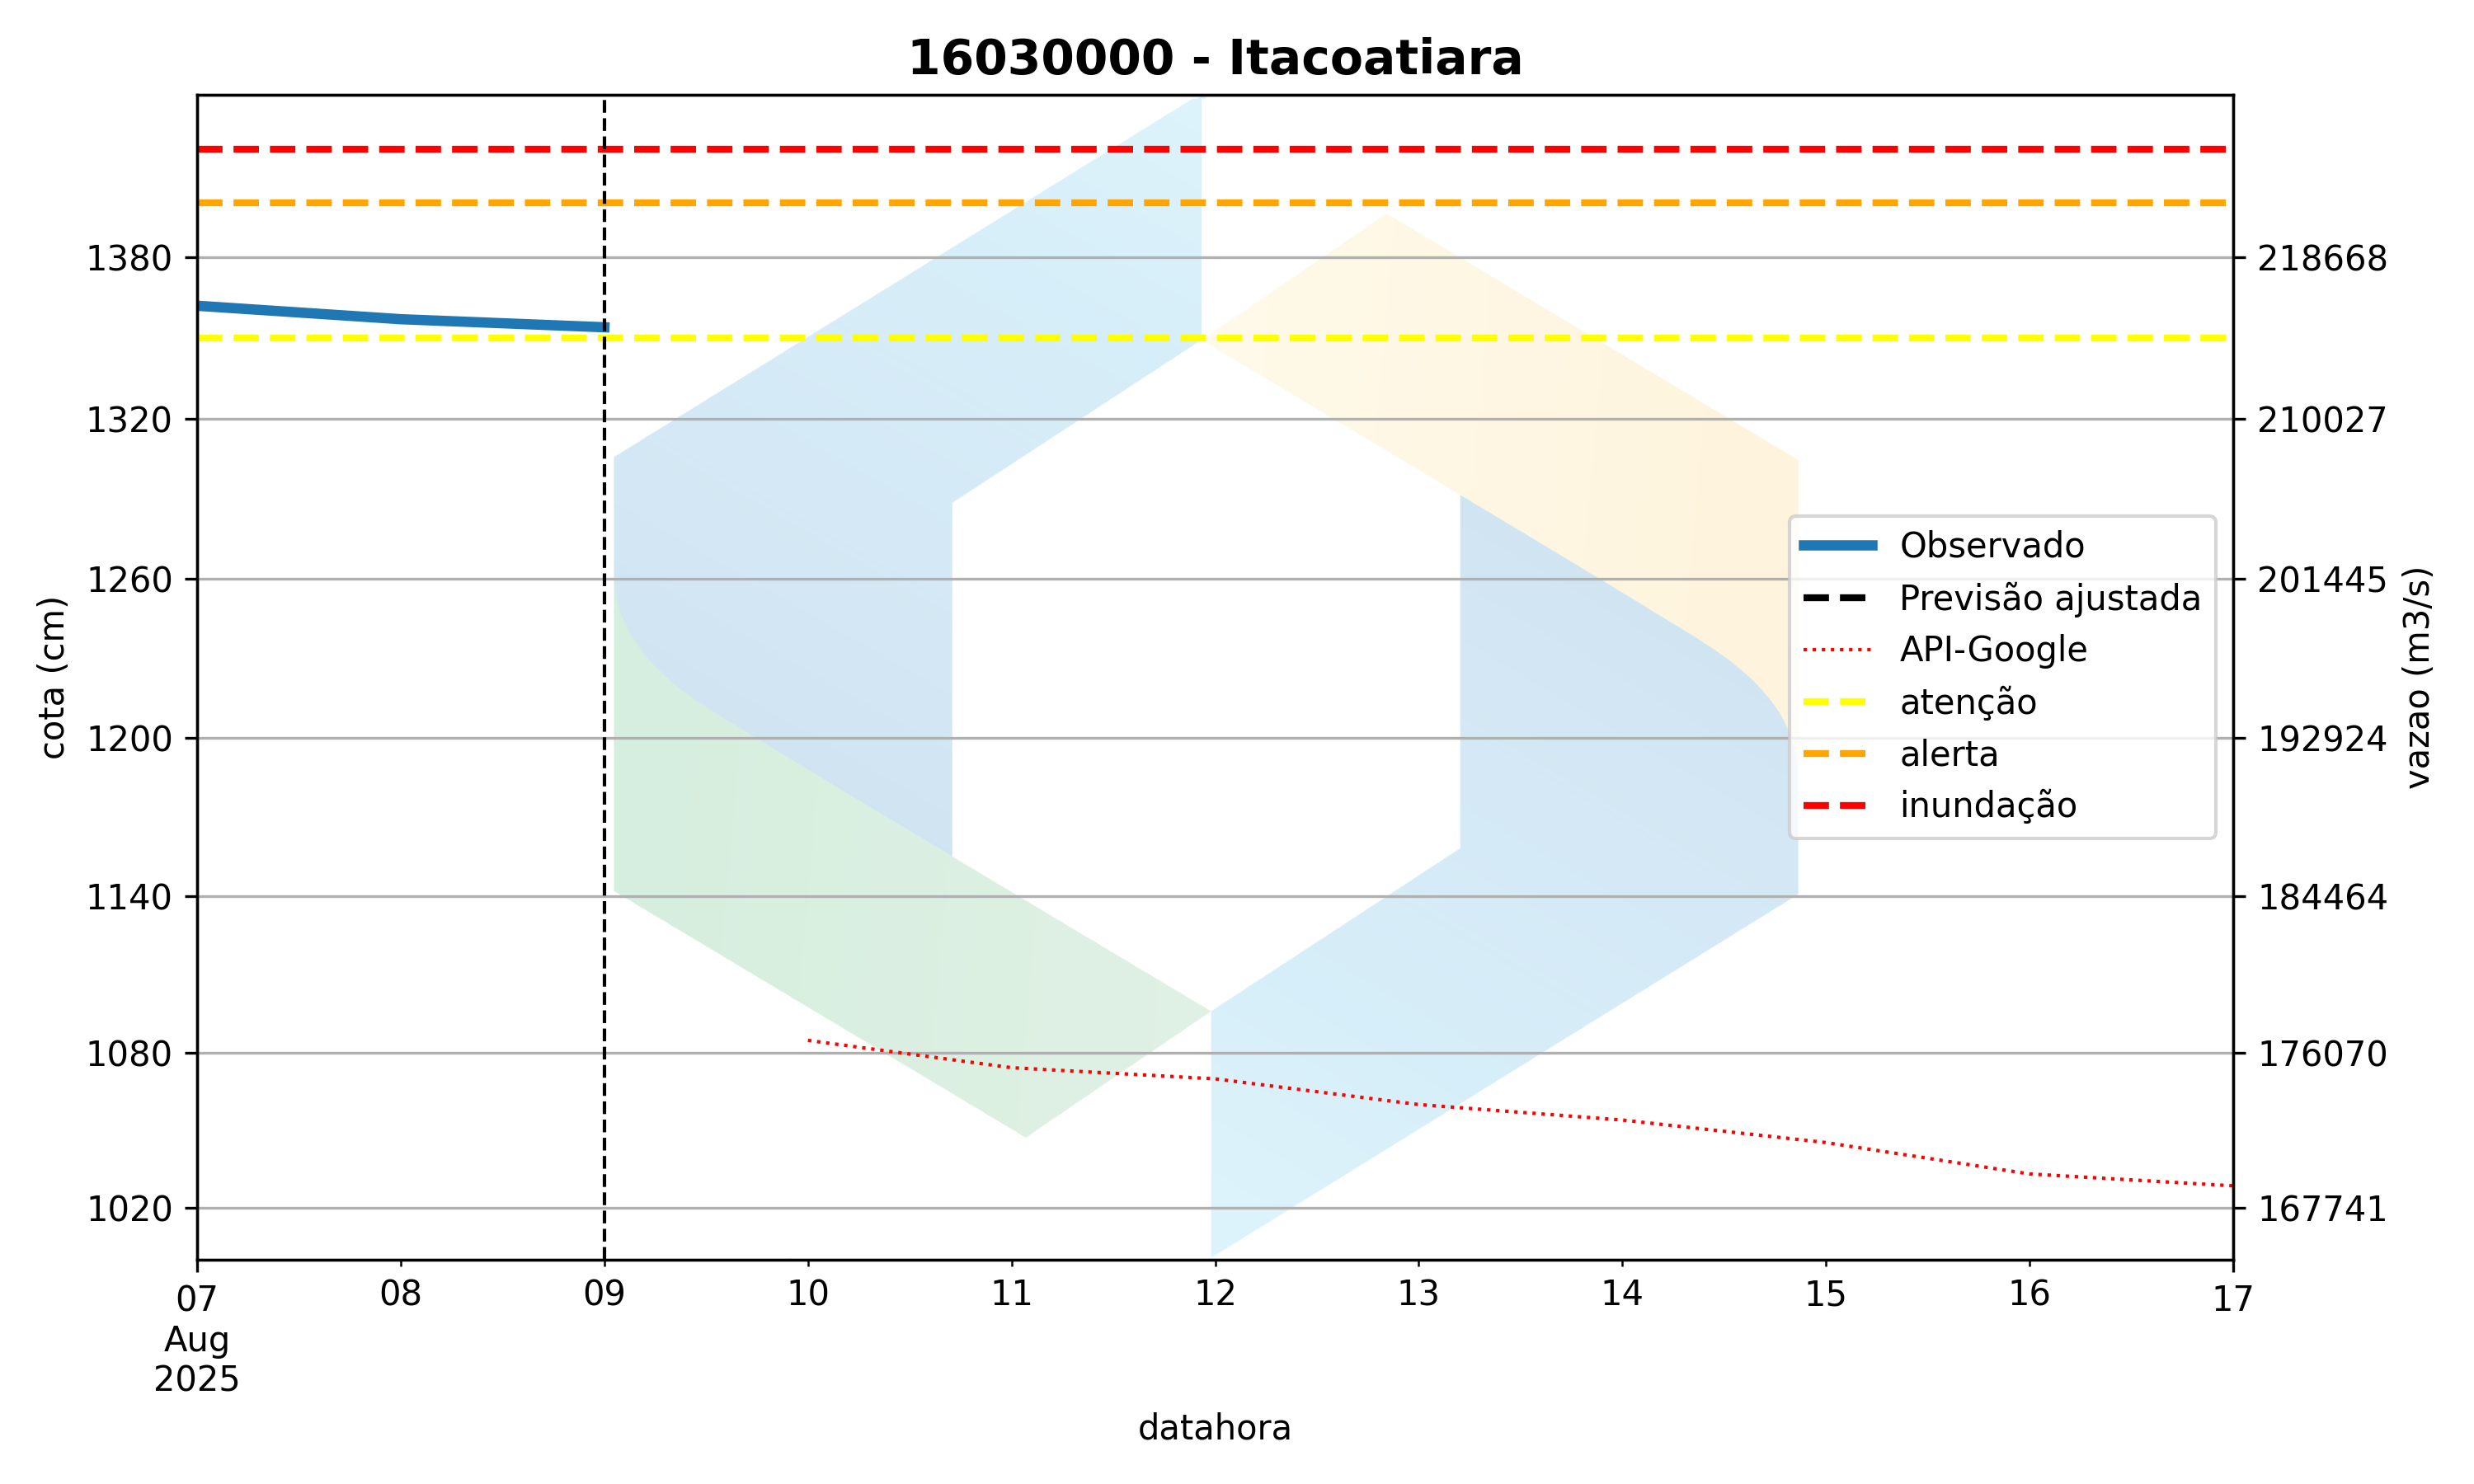 16030000 - Itacoatiara
1380
1320
1260
1200
1140
1080
1020
cota (cm)
218668
210027
201445
192924
184464
176070
167741
vazao (m3/s)
Observado
Previsão ajustada
API-Google
atenção
alerta
inundação
07 08 09 10 11 12 13 14 15 16 17
Aug
2025
datahora